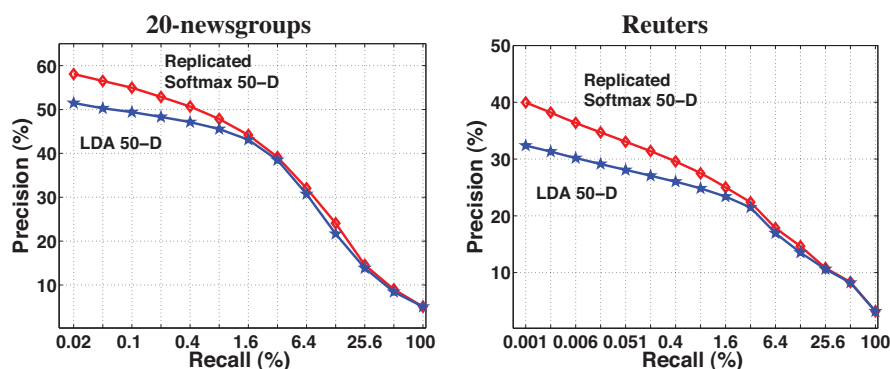 20-newsgroups
Precision (%)
60
50
40
30
20
10
Replicated
Softmax 50–D
LDA 50–D
0.02 0.1 0.4 1.6 6.4 25.6 100
Recall (%)
Reuters
Precision (%)
50
40
30
20
10
Replicated
Softmax 50–D
LDA 50–D
0.001 0.006 0.051 0.4 1.6 6.4 25.6 100
Recall (%)